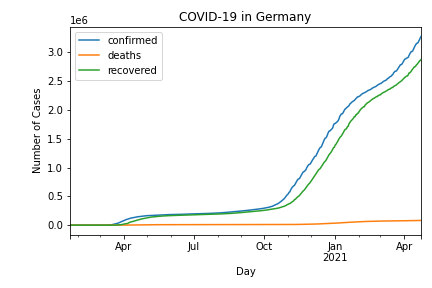 COVID-19 in Germany
1e6
confirmed
deaths
recovered
3.0
2.5
2.0
1.5
1.0
0.5
0.0
Number of Cases
Apr Jul Oct Jan Apr
2021
Day